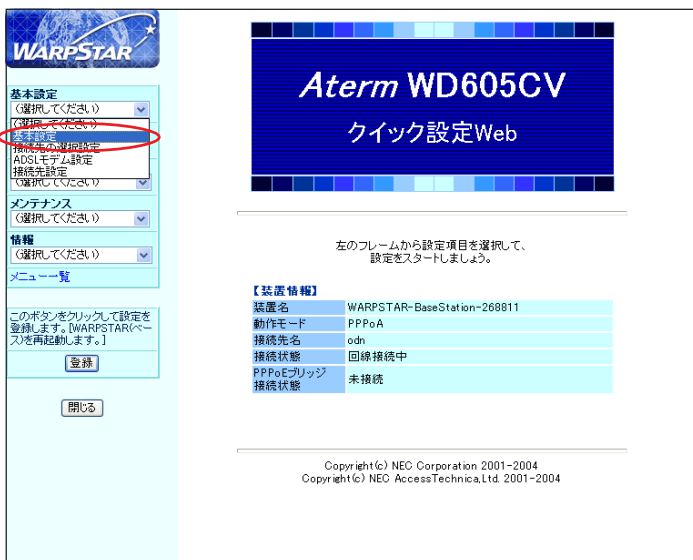 WARPSTAR
基本設定
(選択してください)
(選択してください)
基本設定
接続先の選択設定
ADSLモデム設定
接続先設定
(選択してください)
メンテナンス
(選択してください)
情報
(選択してください)
メニュー一覧
このボタンをクリックして設定を
登録します。[WARPSTAR(ベー
ス)を再起動します。]
登録
閉じる
Aterm WD605CV
クイック設定Web
左のフレームから設定項目を選択して、
設定をスタートしましょう。
【装置情報】
装置名 WARPSTAR-BaseStation-268811
動作モード PPPoA
接続先名 odn
接続状態 回線接続中
PPPoEブリッジ
接続状態 未接続
Copyright(c) NEC Corporation 2001-2004
Copyright(c) NEC AccessTechnica,Ltd. 2001-2004